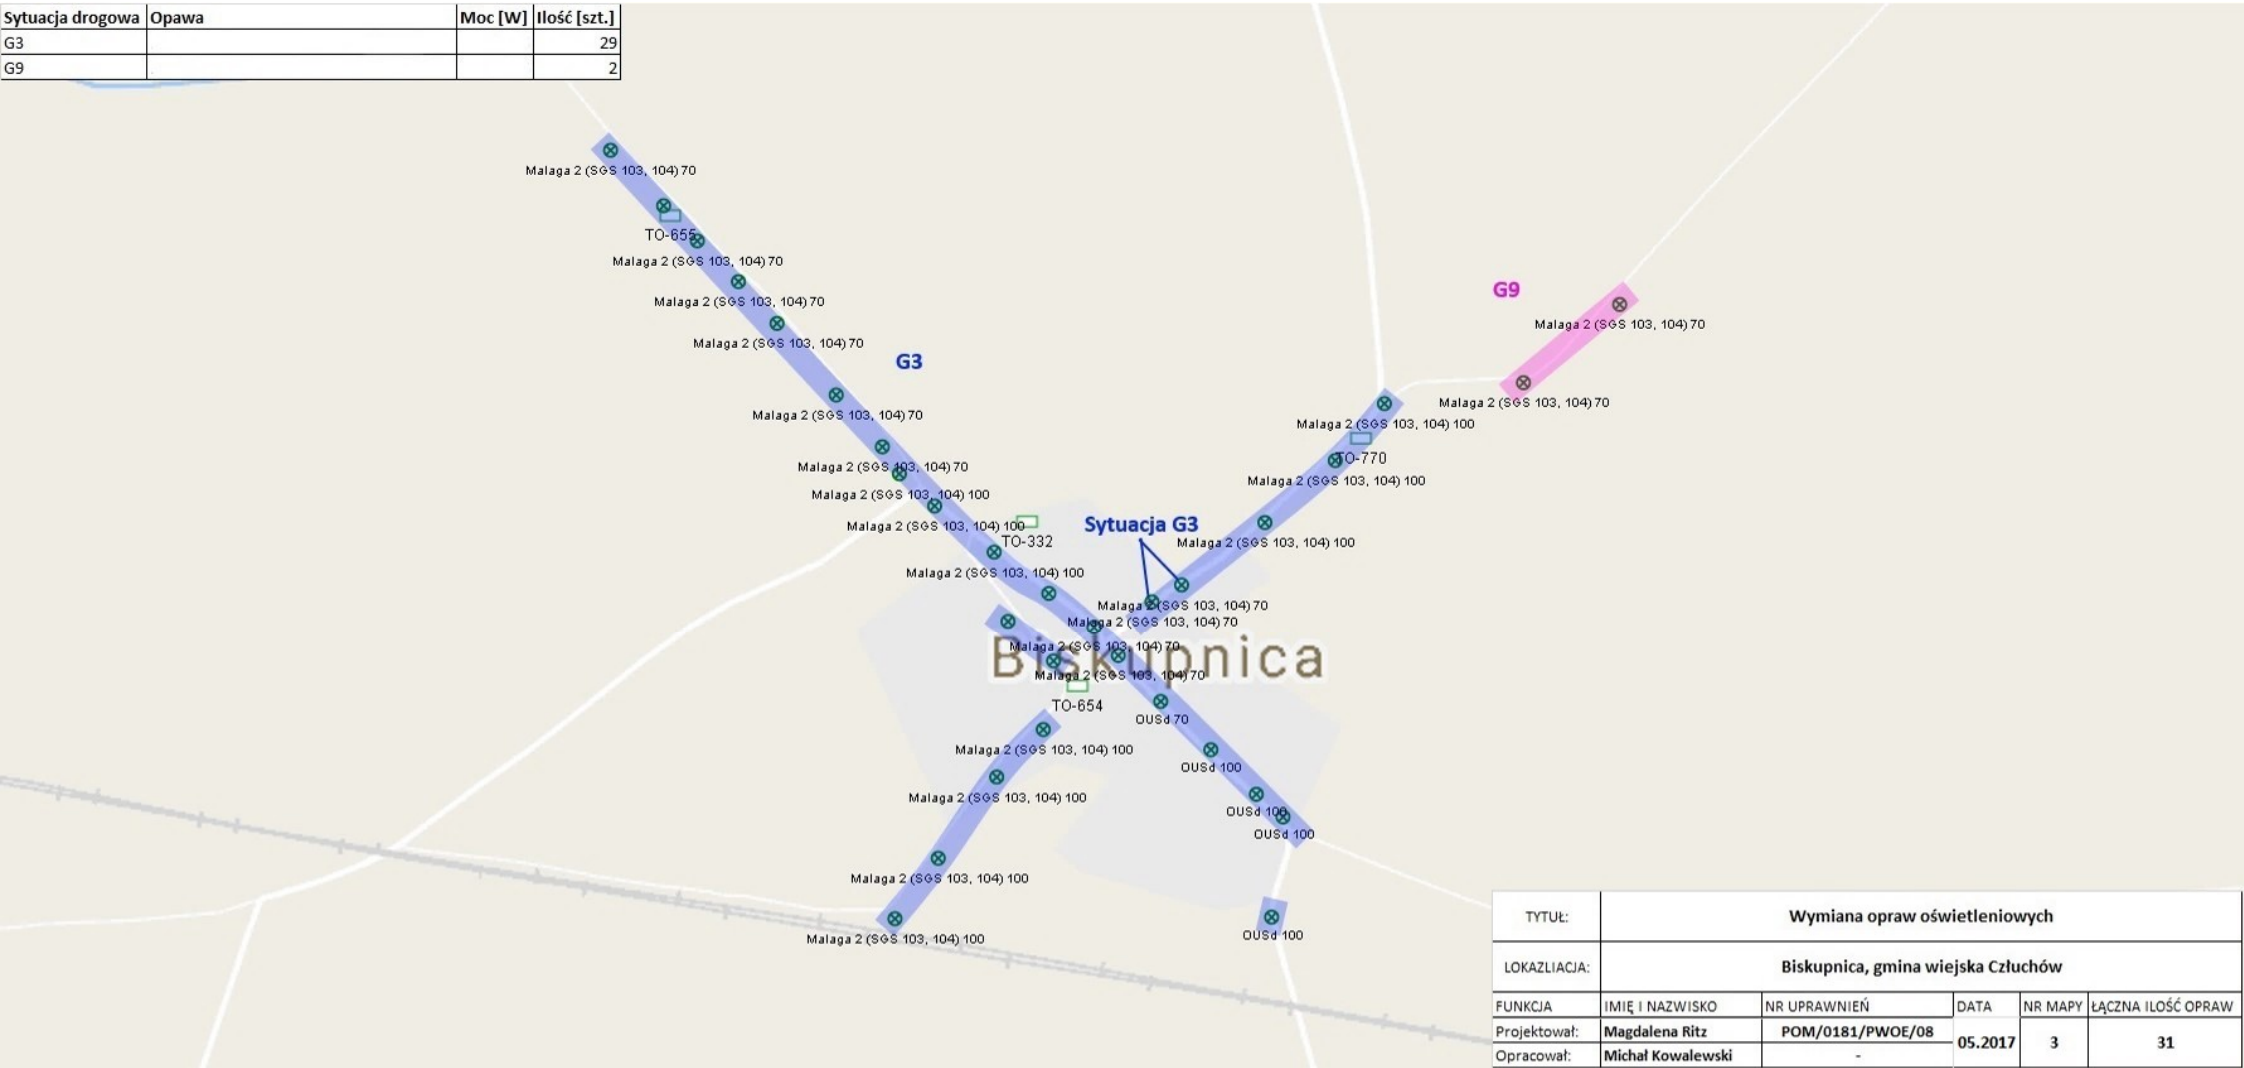 Sytuacja drogowa Opawa Moc [W] Ilość [szt.]
G3 29
G9 2
Malaga 2 (SGS 103, 104) 70
TO-655
Malaga 2 (SGS 103, 104) 70
Malaga 2 (SGS 103, 104) 70
Malaga 2 (SGS 103, 104) 70
G3
Malaga 2 (SGS 103, 104) 70
Malaga 2 (SGS 103, 104) 70
Malaga 2 (SGS 103, 104) 100
Malaga 2 (SGS 103, 104) 100
TO-332
Malaga 2 (SGS 103, 104) 100
G9
Malaga 2 (SGS 103, 104) 70
Malaga 2 (SGS 103, 104) 70
Malaga 2 (SGS 103, 104) 100
TO-770
Malaga 2 (SGS 103, 104) 100
Sytuacja G3
Malaga 2 (SGS 103, 104) 100
Malaga 2 (SGS 103, 104) 70
Malaga 2 (SGS 103, 104) 70
Malaga 2 (SGS 103, 104) 70
Biskupnica
Malaga 2 (SGS 103, 104) 70
TO-654
OUSd 70
Malaga 2 (SGS 103, 104) 100
OUSd 100
Malaga 2 (SGS 103, 104) 100
OUSd 100
OUSd 100
Malaga 2 (SGS 103, 104) 100
Malaga 2 (SGS 103, 104) 100
OUSd 100
TYTUŁ: Wymiana opraw oświetleniowych
LOKAZLIACJA: Biskupnica, gmina wiejska Człuchów
FUNKCJA IMIĘ I NAZWISKO NR UPRAWNIEŃ DATA NR MAPY ŁĄCZNA ILOŚĆ OPRAW
Projektował: Magdalena Ritz POM/0181/PWOE/08 05.2017 3 31
Opracował: Michał Kowalewski -